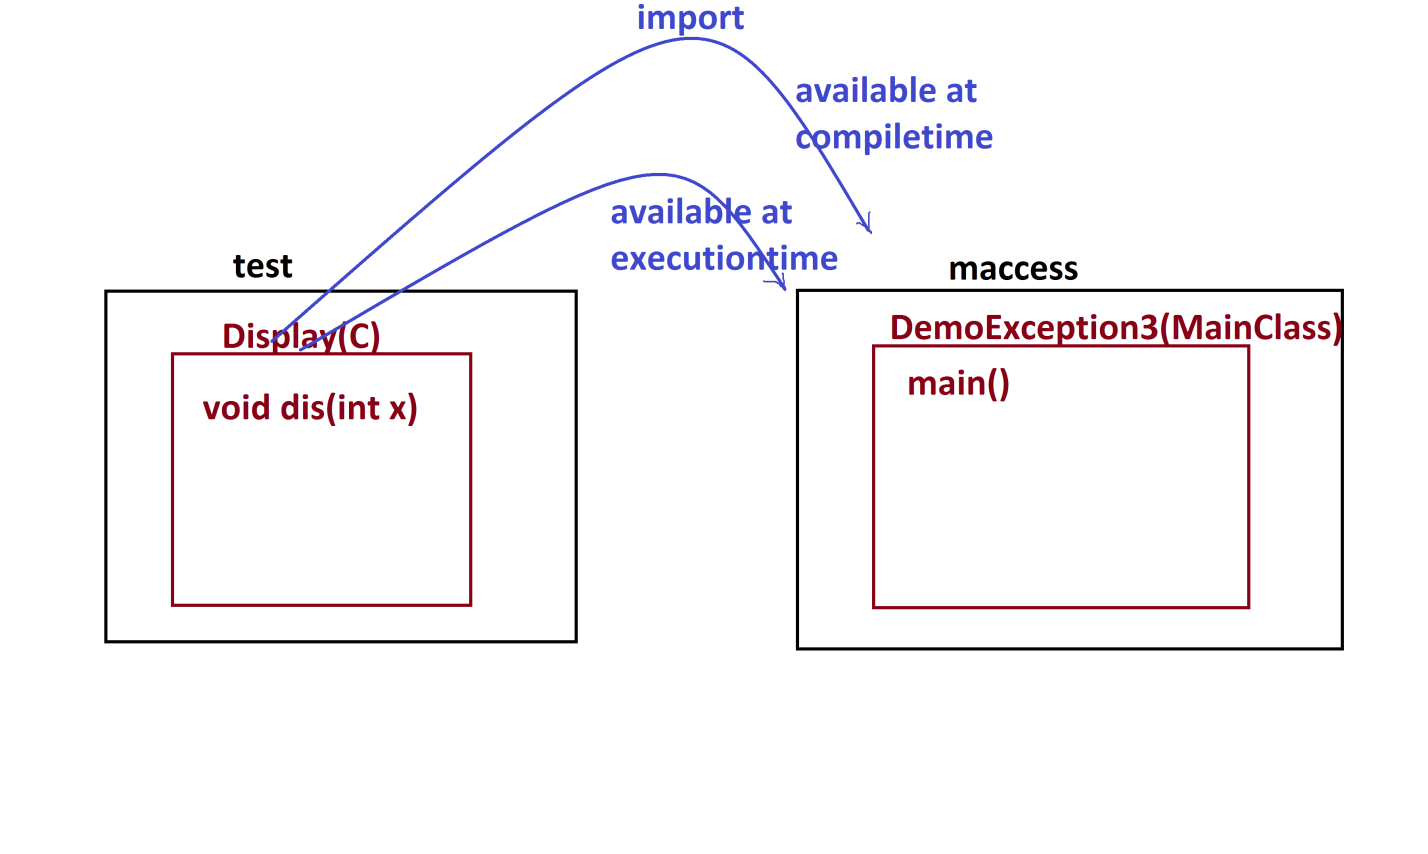 import
available at
compiletime
available at
executiontime
test
maccess
Display(C)
DemoException3(MainClass)
void dis(int x)
main()